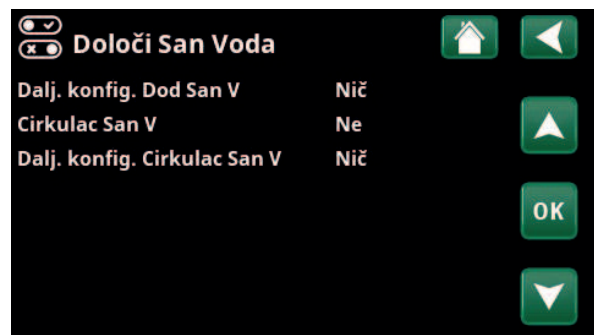 Določi San Voda
Dalj. konfig. Dod San V Nič
Cirkulac San V Ne
Dalj. konfig. Cirkulac San V Nič
OK